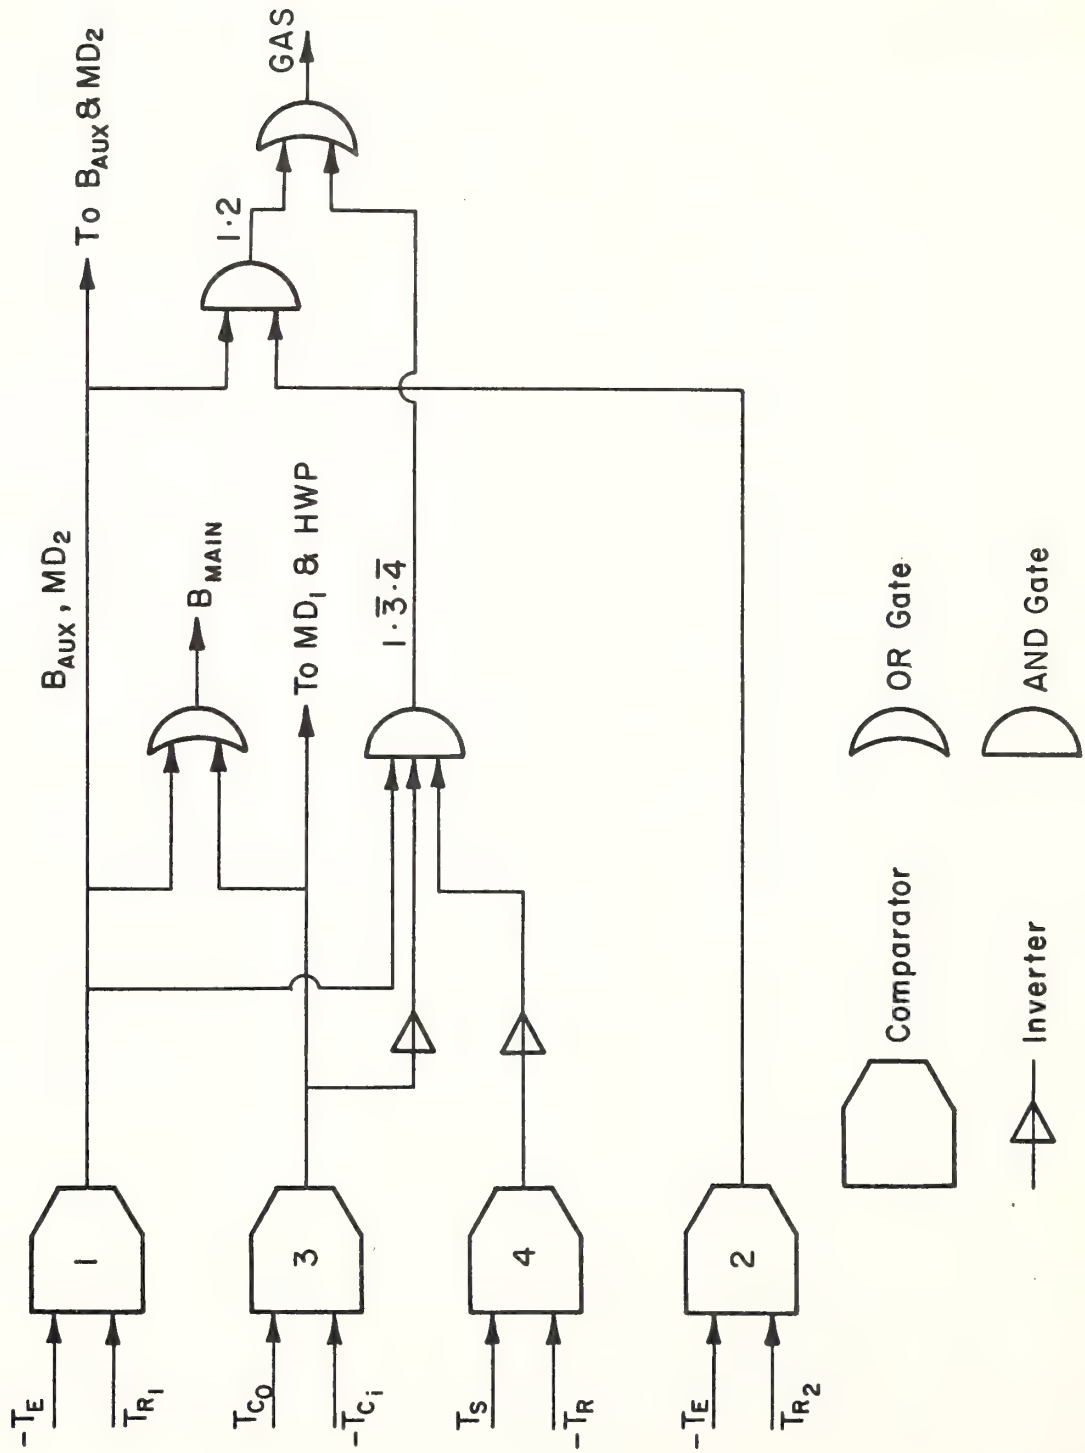 -T_E
T_R1
1
B_AUX, MD_2
To B_AUX & MD_2
B_MAIN
1·2
GAS
T_C0
-T_Ci
3
To MD_1 & HWP
1·3̅·4̅
T_S
-T_R
4
-T_E
T_R2
2
Comparator
OR Gate
Inverter
AND Gate